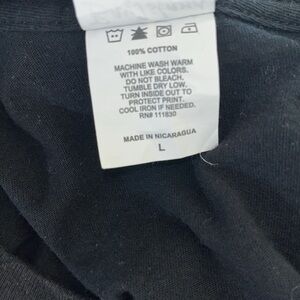 100% COTTON
MACHINE WASH WARM
WITH LIKE COLORS.
DO NOT BLEACH.
TUMBLE DRY LOW.
TURN INSIDE OUT TO
PROTECT PRINT.
COOL IRON IF NEEDED.
RN# 111830
MADE IN NICARAGUA
L